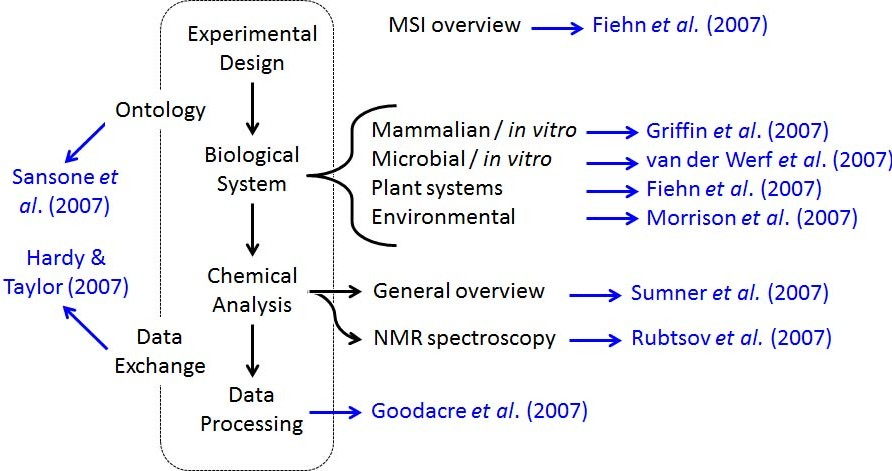 MSI overview
Fiehn et al. (2007)
Experimental
Design
Ontology
Sansone et
al. (2007)
Biological
System
Mammalian / in vitro
Griffin et al. (2007)
Microbial / in vitro
van der Werf et al. (2007)
Plant systems
Fiehn et al. (2007)
Environmental
Morrison et al. (2007)
Hardy &
Taylor (2007)
Chemical
Analysis
General overview
Sumner et al. (2007)
NMR spectroscopy
Rubtsov et al. (2007)
Data
Exchange
Data
Processing
Goodacre et al. (2007)